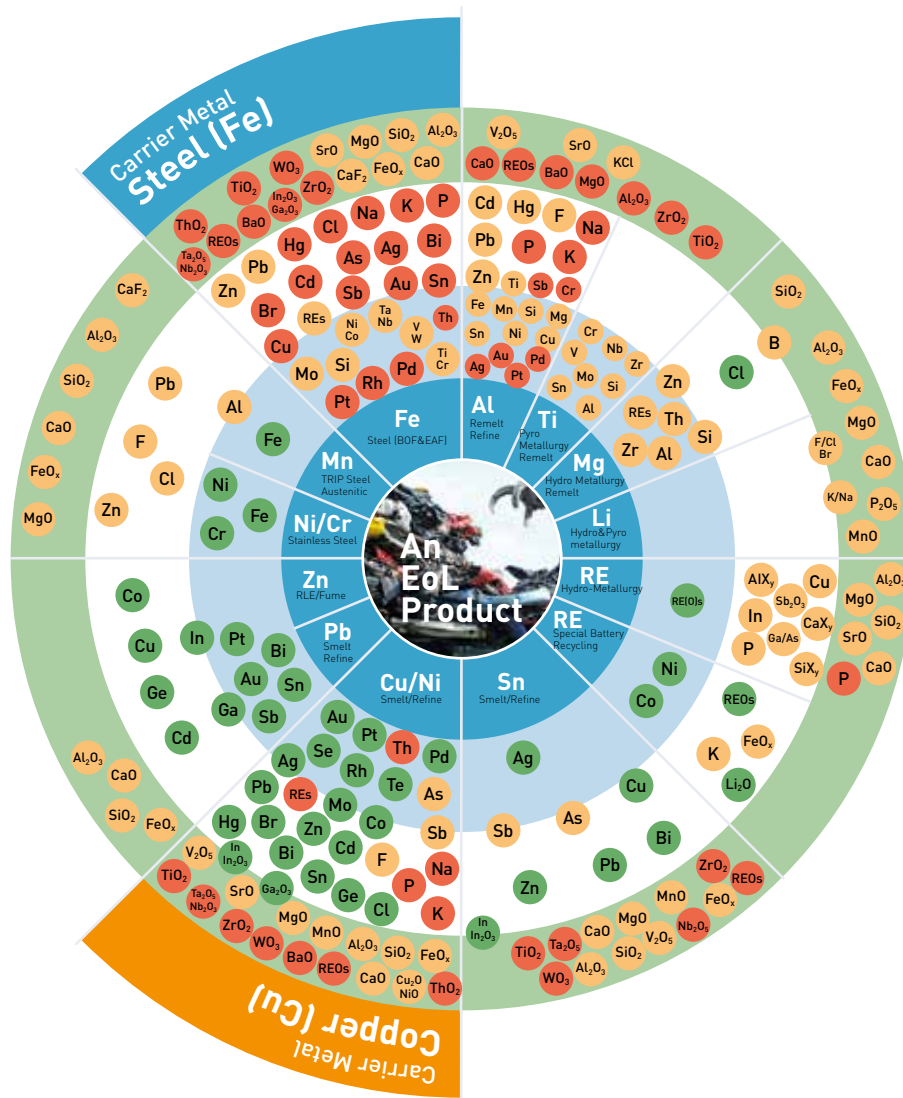 Carrier Metal
Steel (Fe)
Al₂O₃
SiO₂
MgO
SrO
CaO
FeOₓ
CaF₂
WO₃
ZrO₂
In₂O₃
Ga₂O₃
TiO₂
BaO
ThO₂
REOs
Ta₂O₅
Nb₂O₃
P
K
Na
Cl
Hg
Pb
Zn
Bi
Ag
As
Cd
Br
Cu
Sn
Au
Sb
REs
Ni
Co
Ta
Nb
V
W
Th
Ti
Cr
Mo
Si
Pt
Rh
Pd
Fe
Steel (BOF&EAF)
V₂O₅
SrO
KCl
CaO
REOs
BaO
MgO
Al₂O₃
ZrO₂
TiO₂
Cd
Hg
F
Na
Pb
P
K
Zn
Ti
Sb
Cr
Fe
Mn
Si
Mg
Sn
Ni
Cu
Ag
Au
Pt
Pd
Al
Remelt
Refine
Cr
V
Nb
Mo
Zr
Sn
Si
Al
Ti
Pyro
Metallurgy
Remelt
SiO₂
B
Cl
Zn
REs
Th
Si
Zr
Al
Mg
Hydro Metallurgy
Remelt
Al₂O₃
FeOₓ
MgO
F/Cl
Br
CaO
K/Na
P₂O₅
MnO
Li
Hydro&Pyro
metallurgy
RE
Hydro-Metallurgy
RE(O)s
AlXᵧ
Cu
Sb₂O₃
In
CaXᵧ
Ga/As
P
SiXᵧ
Al₂O₃
MgO
SiO₂
SrO
CaO
P
RE
Special Battery
Recycling
Ni
Co
REOs
K
FeOₓ
Li₂O
Sn
Smelt/Refine
Ag
Cu
As
Sb
Bi
Pb
Zn
In
In₂O₃
ZrO₂
REOs
MnO
FeOₓ
MgO
Nb₂O₅
V₂O₅
CaO
SiO₂
Ta₂O₅
Al₂O₃
TiO₂
WO₃
Cu/Ni
Smelt/Refine
Au
Pt
Th
Pd
Ag
Se
Rh
Te
As
Pb
REs
Mo
Co
Sb
Hg
Br
Zn
Cd
F
Na
In
In₂O₃
Bi
Sn
Ge
P
Ga₂O₃
Cl
K
V₂O₅
TiO₂
Ta₂O₅
Nb₂O₃
SrO
ZrO₂
MgO
WO₃
MnO
BaO
Al₂O₃
REOs
SiO₂
CaO
FeOₓ
Cu₂O
NiO
ThO₂
Copper (Cu)
Carrier Metal
Zn
RLE/Fume
Pb
Smelt
Refine
Co
Cu
Ge
Cd
In
Pt
Bi
Au
Sn
Ga
Sb
Al₂O₃
CaO
SiO₂
FeOₓ
Ni/Cr
Stainless Steel
Ni
Fe
Cr
Mn
TRIP Steel
Austenitic
Al
Fe
Pb
F
Cl
Zn
CaF₂
Al₂O₃
SiO₂
CaO
FeOₓ
MgO
An
EoL
Product